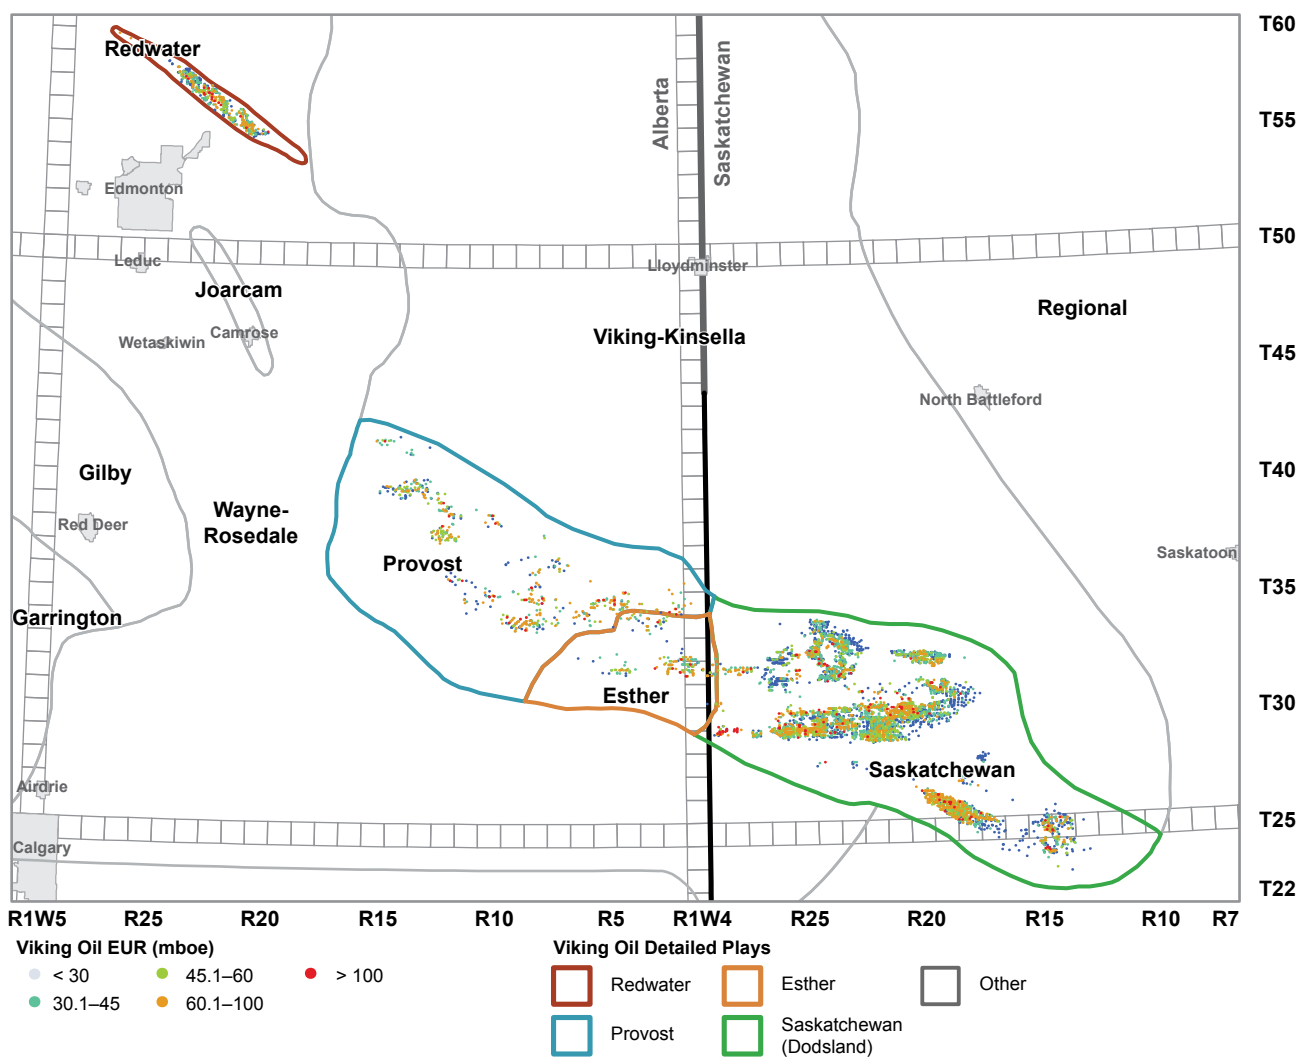 T60
Redwater
Alberta
Saskatchewan
T55
Edmonton
T50
Leduc
Lloydminster
Joarcam
Regional
Camrose
Viking-Kinsella
Wetaskiwin
T45
North Battleford
Gilby
T40
Wayne-
Rosedale
Red Deer
Saskatoon
Provost
T35
Garrington
Esther
T30
Saskatchewan
Airdrie
T25
Calgary
T22
R1W5 R25 R20 R15 R10 R5 R1W4 R25 R20 R15 R10 R7
Viking Oil EUR (mboe)
< 30
45.1–60
> 100
30.1–45
60.1–100
Viking Oil Detailed Plays
Redwater
Esther
Other
Provost
Saskatchewan
(Dodsland)